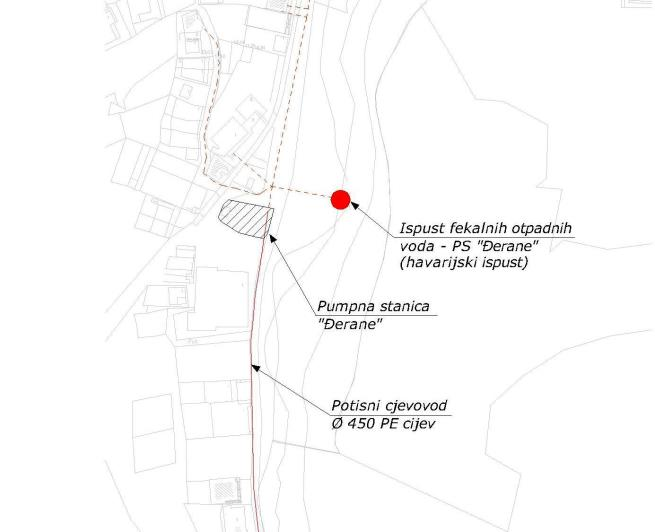 Ispust fekalnih otpadnih
voda - PS "Đerane"
(havarijski ispust)
Pumpna stanica
"Đerane"
Potisni cjevovod
Ø 450 PE cijev